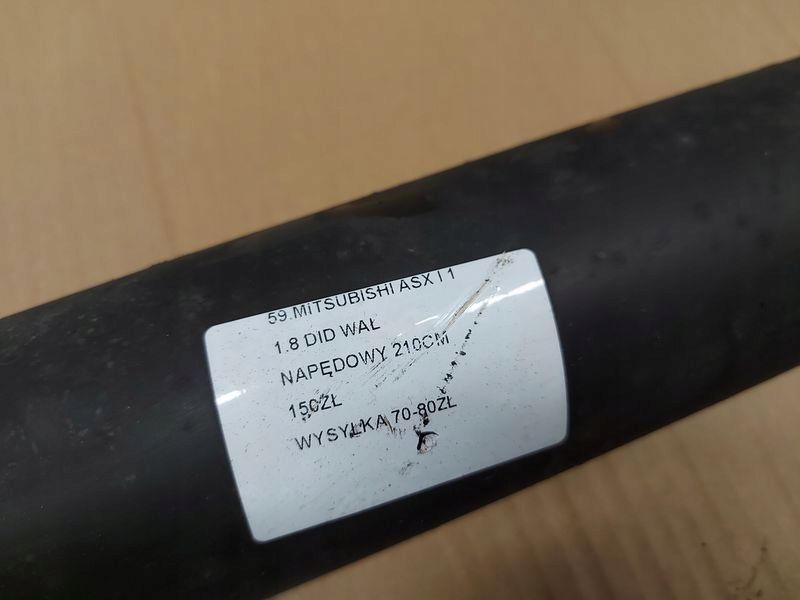 59.MITSUBISHI ASX I 1
1.8 DID WAŁ
NAPĘDOWY 210CM
150ZŁ
WYSYŁKA 70-80ZŁ